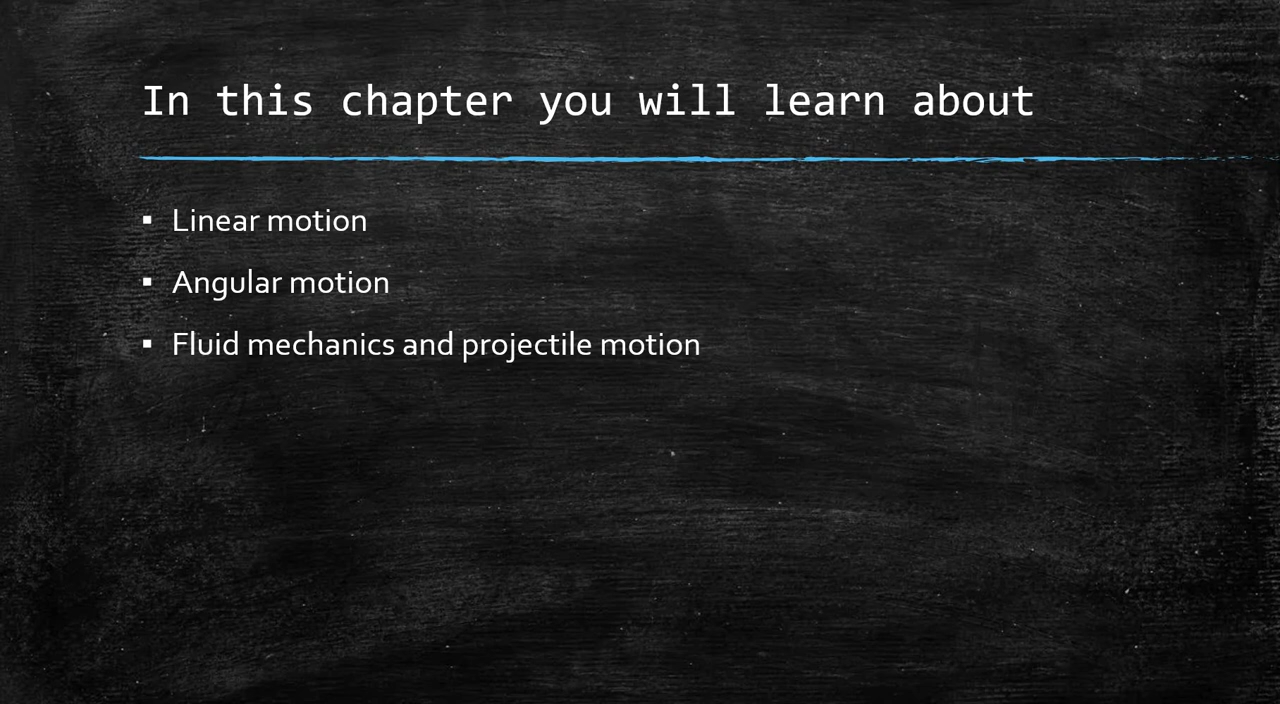 In this chapter you will learn about
▪ Linear motion
▪ Angular motion
▪ Fluid mechanics and projectile motion